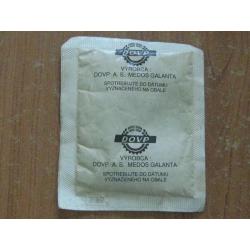 DOVP
VÝROBCA
DOVP A. S. MEDOS GALANTA
SPOTREBUJTE DO DÁTUMU
VYZNAČENÉHO NA OBALE
DOVP
VÝROBCA
DOVP A. S. MEDOS GALANTA
SPOTREBUJTE DO DÁTUMU
VYZNAČENÉHO NA OBALE